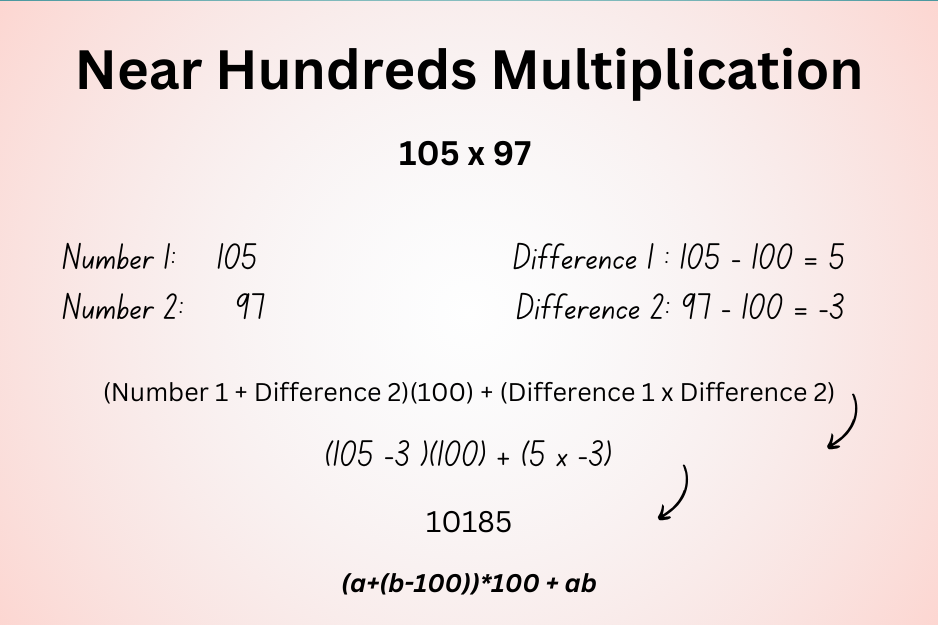 Near Hundreds Multiplication
105 x 97
Number 1: 105
Difference 1 : 105 - 100 = 5
Number 2: 97
Difference 2: 97 - 100 = -3
(Number 1 + Difference 2)(100) + (Difference 1 x Difference 2)
(105 -3 )(100) + (5 x -3)
10185
(a+(b-100))*100 + ab